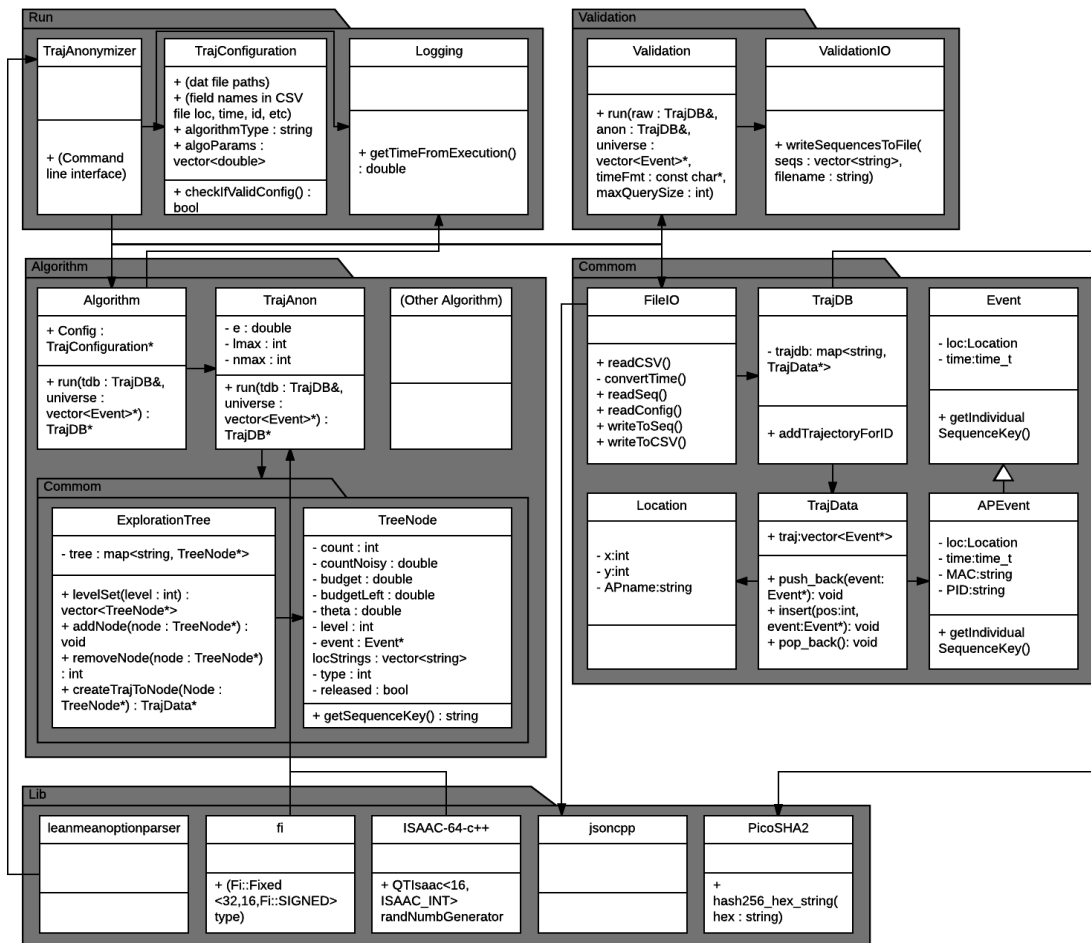 Run
TrajAnonymizer
+ (Command
line interface)
TrajConfiguration
+ (dat file paths)
+ (field names in CSV
file loc, time, id, etc)
+ algorithmType : string
+ algoParams :
vector<double>
+ checkIfValidConfig() :
bool
Logging
+ getTimeFromExecution()
: double
Validation
Validation
+ run(raw : TrajDB&,
anon : TrajDB&,
universe :
vector<Event>*,
timeFmt : const char*,
maxQuerySize : int)
ValidationIO
+ writeSequencesToFile(
seqs : vector<string>,
filename : string)
Algorithm
Algorithm
+ Config :
TrajConfiguration*
+ run(tdb : TrajDB&,
universe :
vector<Event>*) :
TrajDB*
TrajAnon
- e : double
- lmax : int
- nmax : int
+ run(tdb : TrajDB&,
universe :
vector<Event>*) :
TrajDB*
(Other Algorithm)
Commom
ExplorationTree
- tree : map<string, TreeNode*>
+ levelSet(level : int) :
vector<TreeNode*>
+ addNode(node : TreeNode*) :
void
+ removeNode(node : TreeNode*)
: int
+ createTrajToNode(Node :
TreeNode*) : TrajData*
TreeNode
- count : int
- countNoisy : double
- budget : double
- budgetLeft : double
- theta : double
- level : int
- event : Event*
locStrings : vector<string>
- type : int
- released : bool
+ getSequenceKey() : string
Commom
FileIO
+ readCSV()
- convertTime()
+ readSeq()
+ readConfig()
+ writeToSeq()
+ writeToCSV()
TrajDB
- trajdb: map<string,
TrajData*>
+ addTrajectoryForID
Event
- loc:Location
- time:time_t
+ getIndividual
SequenceKey()
Location
- x:int
- y:int
- APname:string
TrajData
+ traj:vector<Event*>
+ push_back(event:
Event*): void
+ insert(pos:int,
event:Event*): void
+ pop_back(): void
APEvent
- loc:Location
- time:time_t
- MAC:string
- PID:string
+ getIndividual
SequenceKey()
Lib
leanmeanoptionparser
fi
+ (Fi::Fixed
<32,16,Fi::SIGNED>
type)
ISAAC-64-c++
+ QTIsaac<16,
ISAAC_INT>
randNumbGenerator
jsoncpp
PicoSHA2
+
hash256_hex_string(
hex : string)